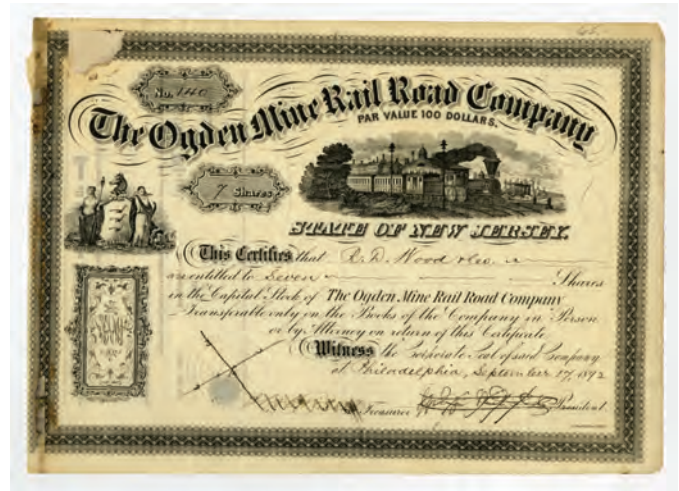 No. 140
The Ogden Mine Rail Road Company
PAR VALUE 100 DOLLARS.
7 Shares
STATE OF NEW JERSEY.
This Certifies that R. D. Wood & Co.
are entitled to Seven Shares
in the Capital Stock of The Ogden Mine Rail Road Company
Transferable only on the Books of the Company in Person
or by Attorney on return of this Certificate
Witness the Corporate Seal of said Company
at Philadelphia, September 17, 1892
Treasurer President.